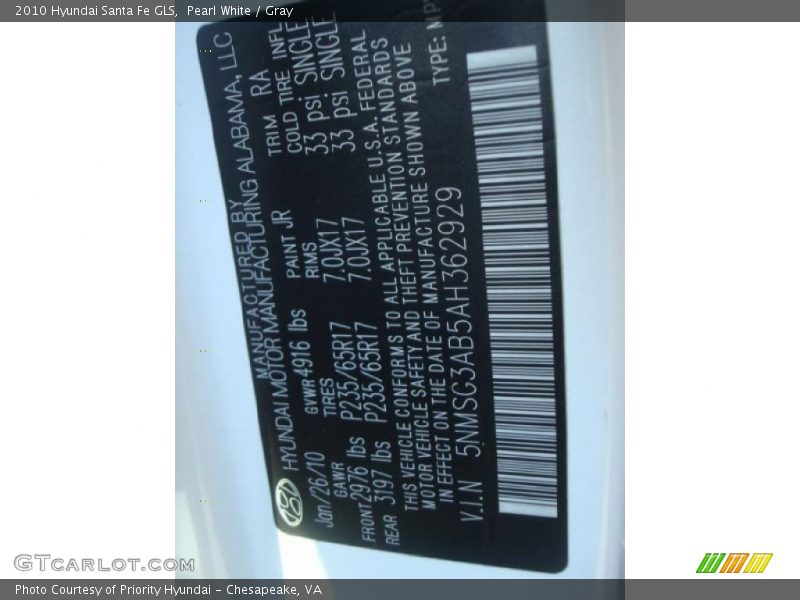 2010 Hyundai Santa Fe GLS, Pearl White / Gray
MANUFACTURED BY
HYUNDAI MOTOR MANUFACTURING ALABAMA, LLC
Jan/26/10 GVWR 4916 lbs PAINT JR TRIM RA
GAWR TIRES RIMS COLD TIRE INFL
FRONT 2976 lbs P235/65R17 7.0JX17 33 psi SINGLE
REAR 3197 lbs P235/65R17 7.0JX17 33 psi SINGLE
THIS VEHICLE CONFORMS TO ALL APPLICABLE U.S.A. FEDERAL
MOTOR VEHICLE SAFETY AND THEFT PREVENTION STANDARDS
IN EFFECT ON THE DATE OF MANUFACTURE SHOWN ABOVE
V.I.N 5NMSG3AB5AH362929 TYPE:
GTCARLOT.COM
Photo Courtesy of Priority Hyundai - Chesapeake, VA